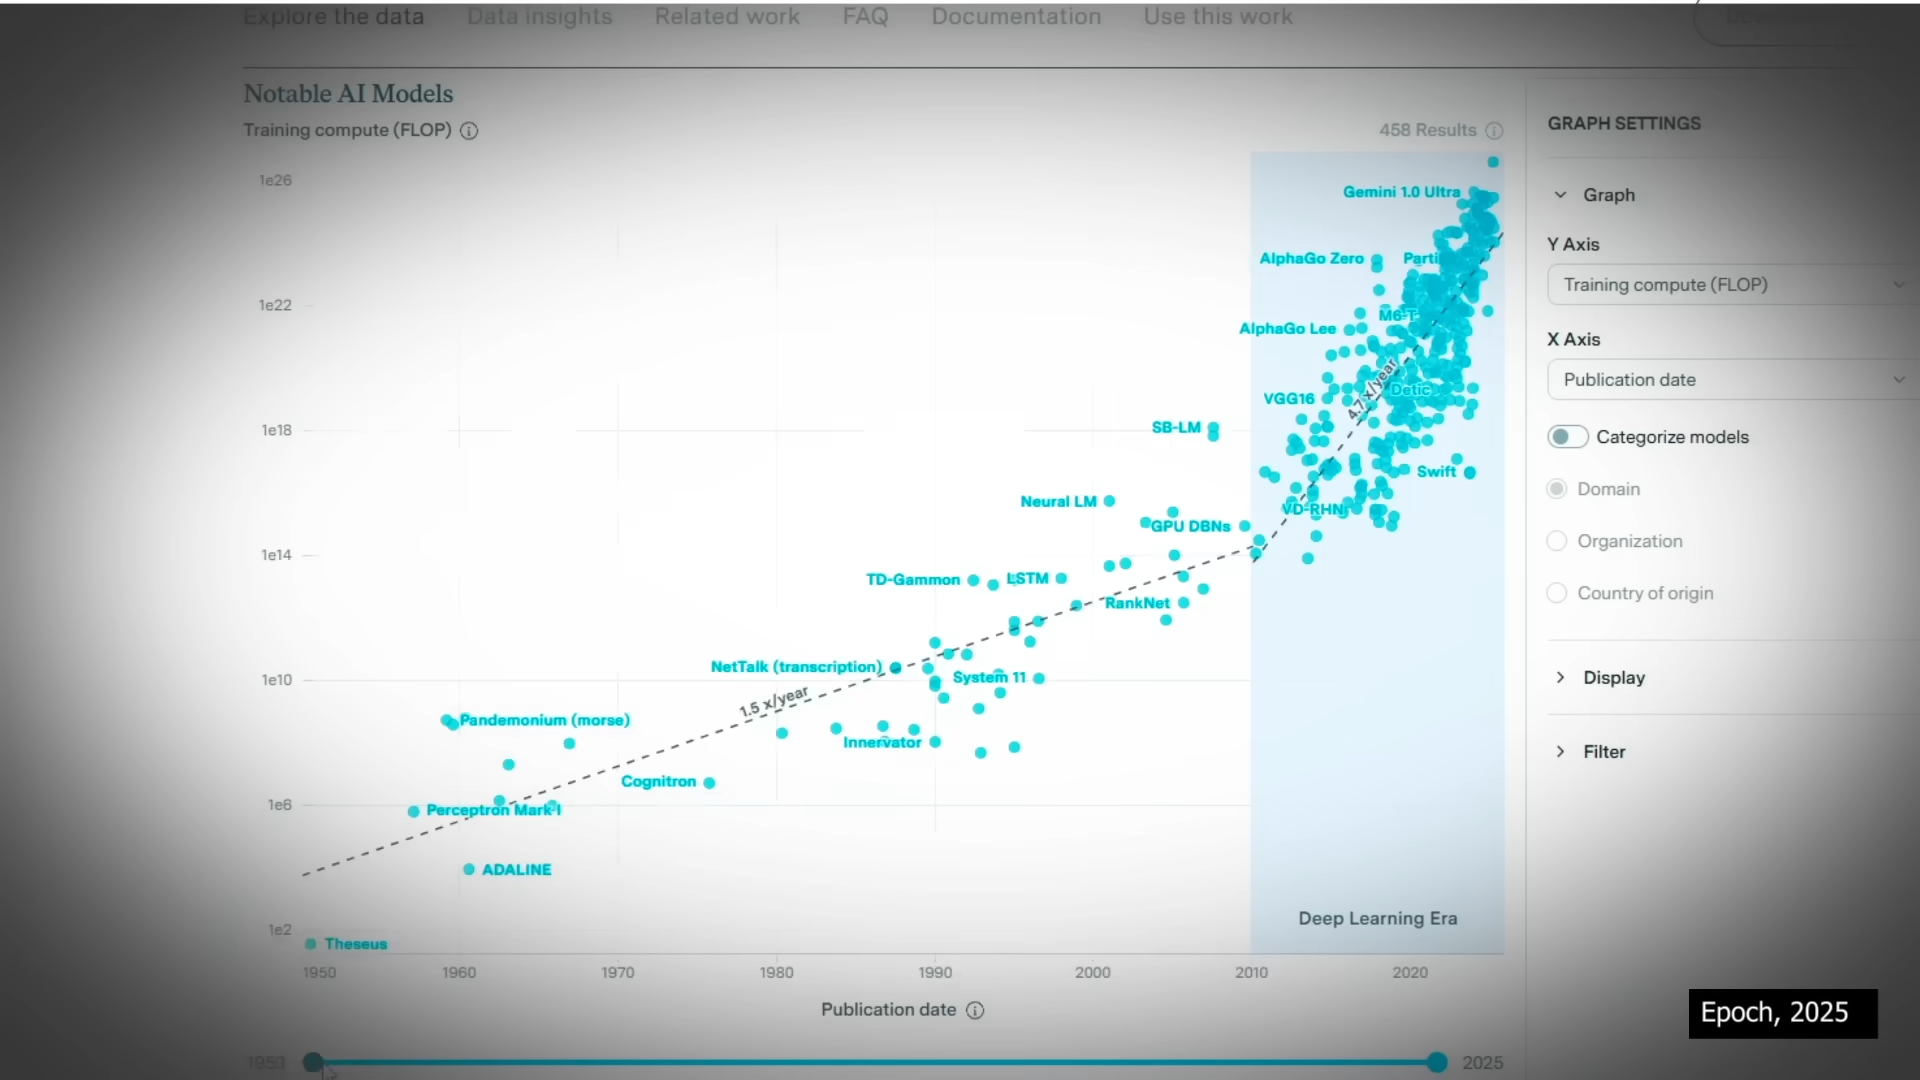 Explore the data Data insights Related work FAQ Documentation Use this work
Notable AI Models
Training compute (FLOP)
458 Results
1e26
1e22
1e18
1e14
1e10
1e6
1e2
Gemini 1.0 Ultra
AlphaGo Zero
Parti
M6-T
AlphaGo Lee
4.7 x/year
Detic
VGG16
SB-LM
Swift
Neural LM
VD-RHN
GPU DBNs
TD-Gammon
LSTM
RankNet
NetTalk (transcription)
System 11
1.5 x/year
Pandemonium (morse)
Innervator
Cognitron
Perceptron Mark I
ADALINE
Theseus
Deep Learning Era
1950 1960 1970 1980 1990 2000 2010 2020
Publication date
1950
2025
GRAPH SETTINGS
Graph
Y Axis
Training compute (FLOP)
X Axis
Publication date
Categorize models
Domain
Organization
Country of origin
Display
Filter
Epoch, 2025